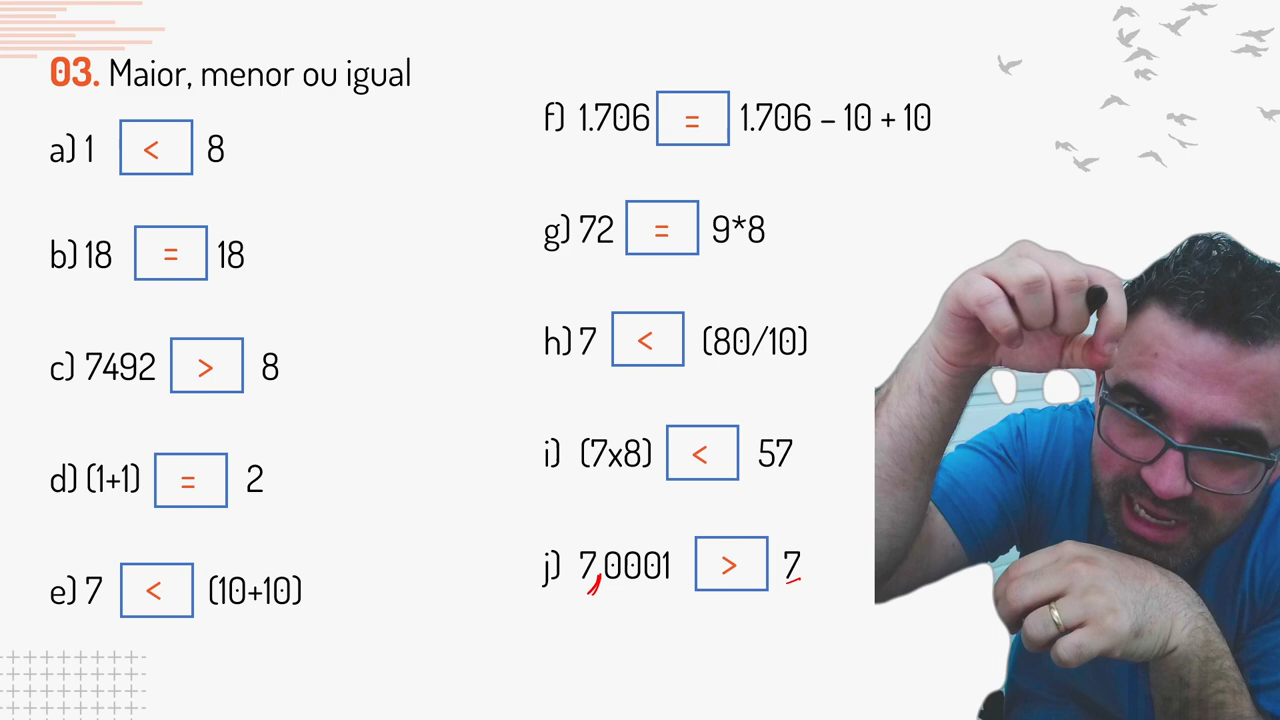 03. Maior, menor ou igual
a) 1 < 8
b) 18 = 18
c) 7492 > 8
d) (1+1) = 2
e) 7 < (10+10)
f) 1.706 = 1.706 – 10 + 10
g) 72 = 9*8
h) 7 < (80/10)
i) (7x8) < 57
j) 7,0001 > 7